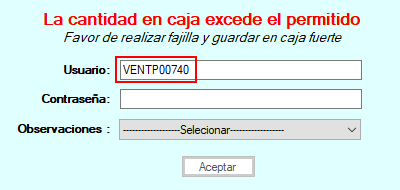 La cantidad en caja excede el permitido
Favor de realizar fajilla y guardar en caja fuerte
Usuario: VENTP00740
Contraseña:
Observaciones : -------------------Selecionar------------------
Aceptar